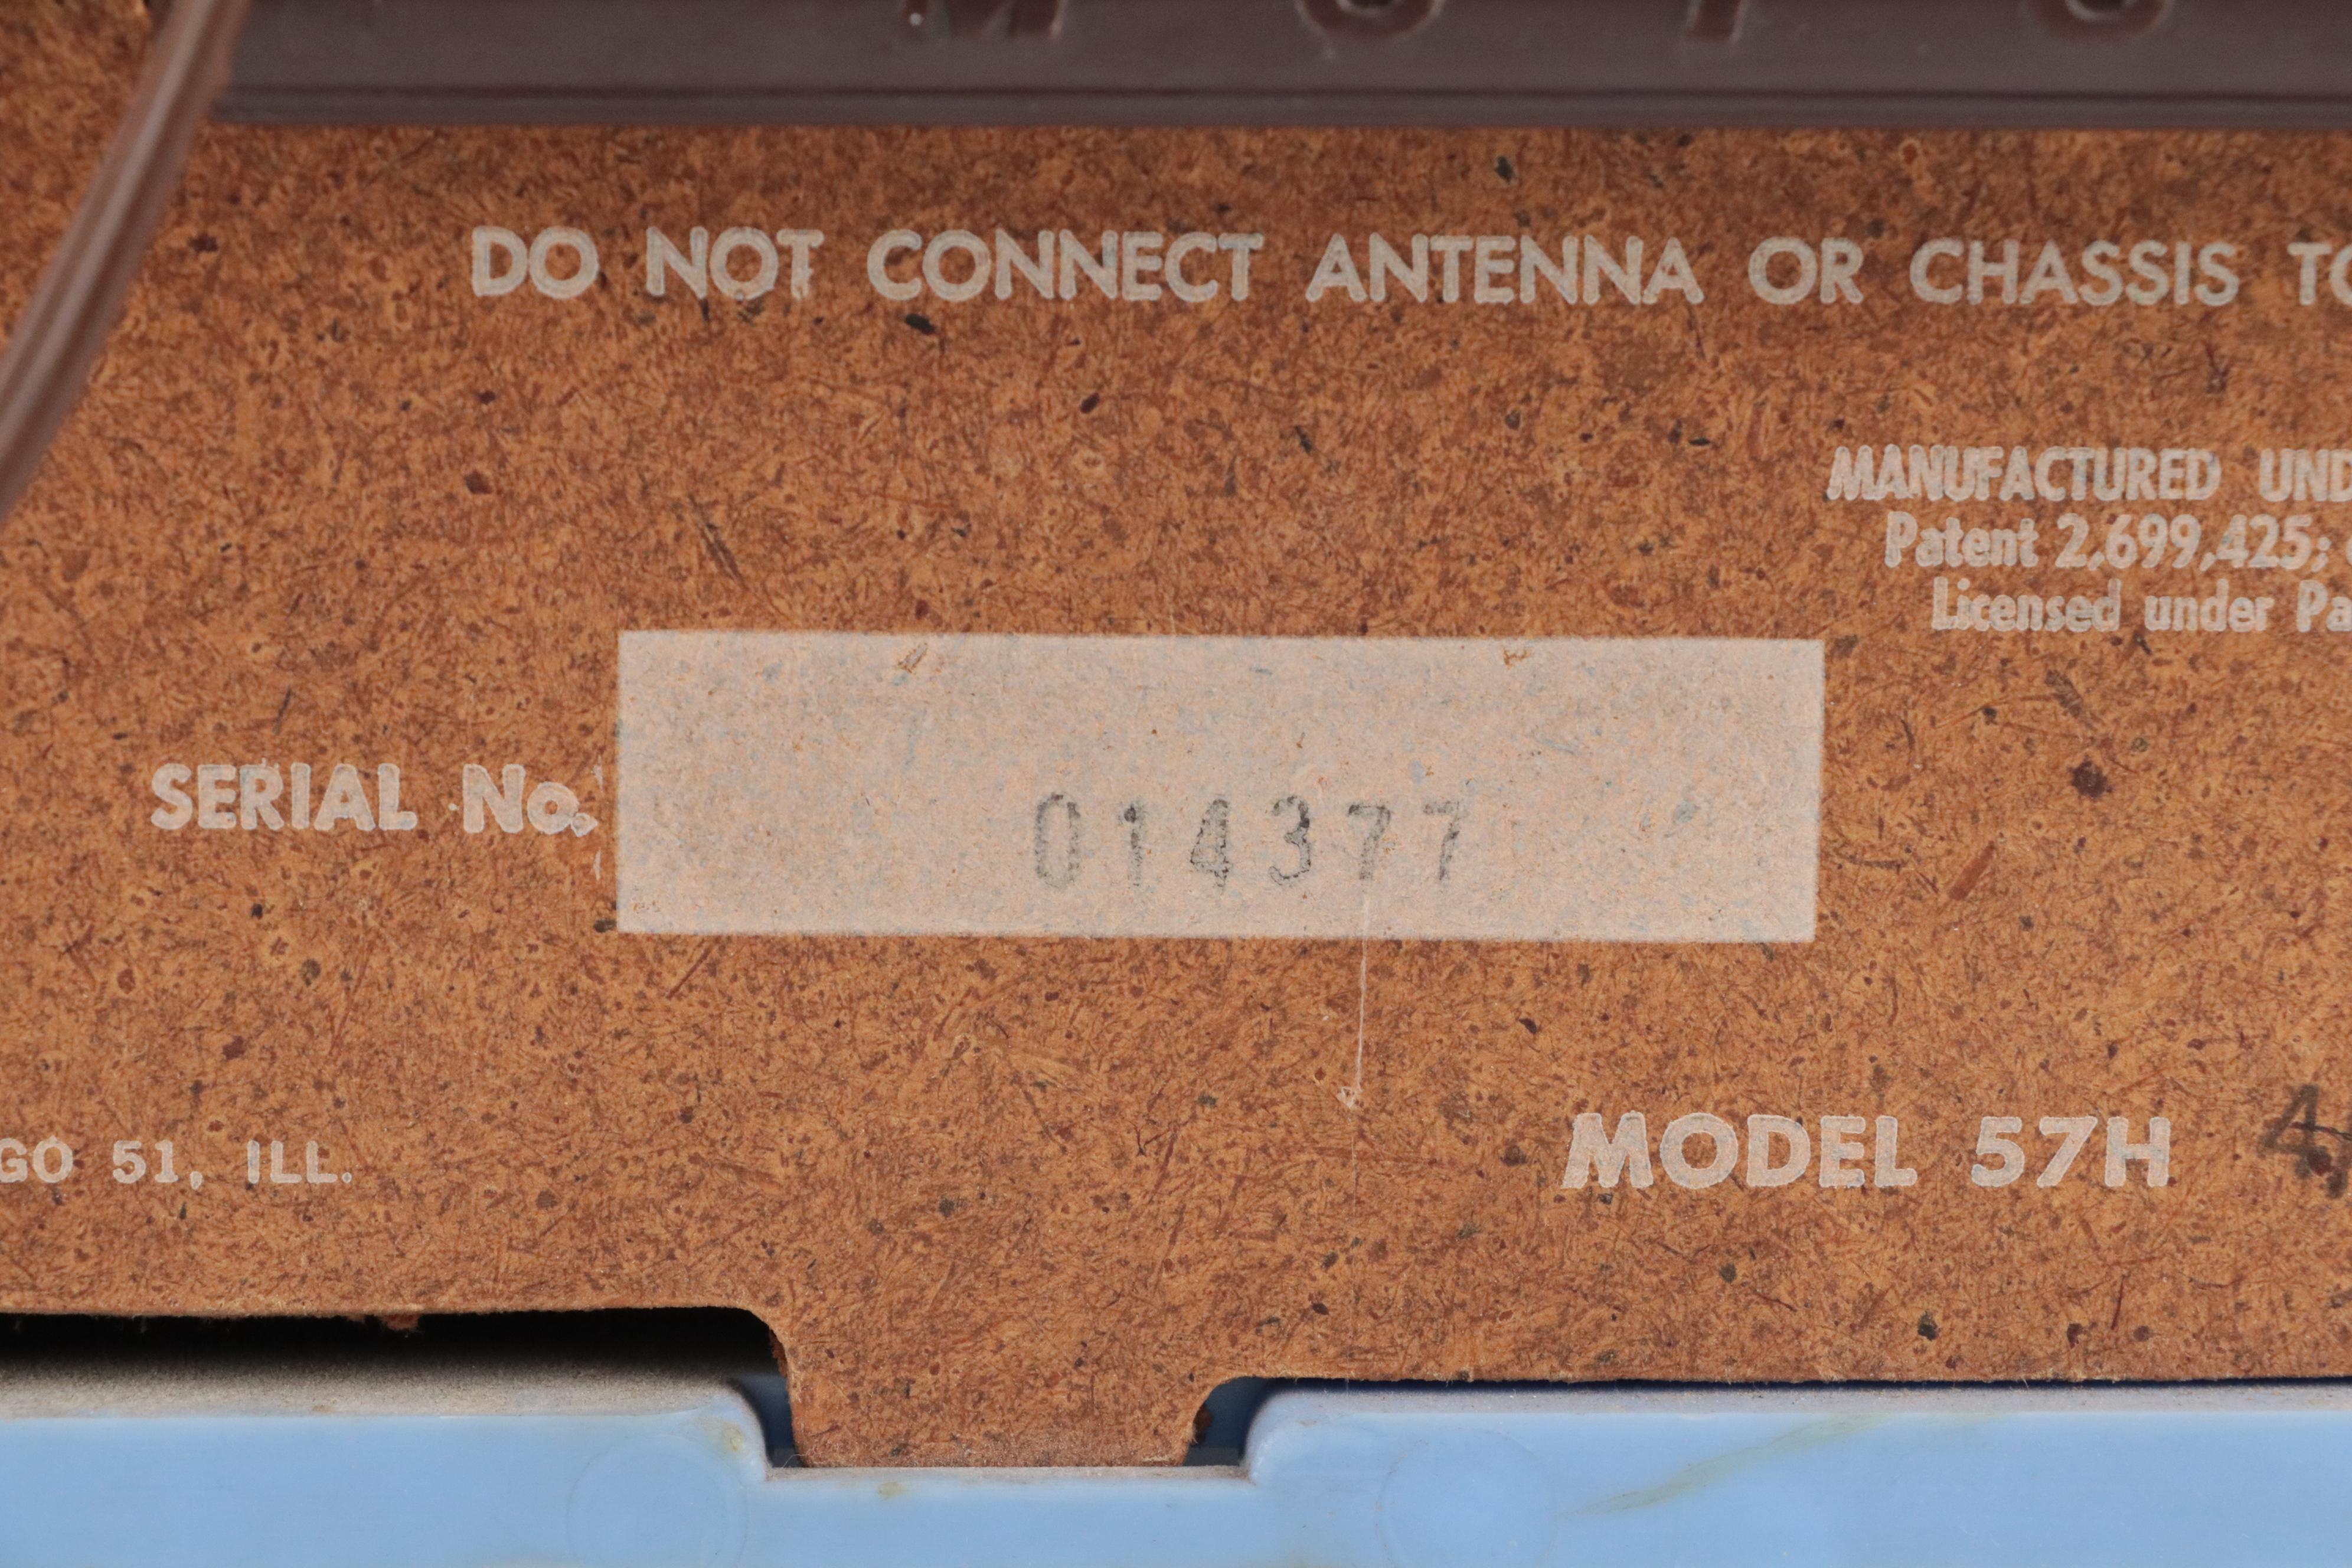 DO NOT CONNECT ANTENNA OR CHASSIS TO
MANUFACTURED UND
Patent 2,699,425;
Licensed under Pa
SERIAL No.
014377
GO 51, ILL.
MODEL 57H